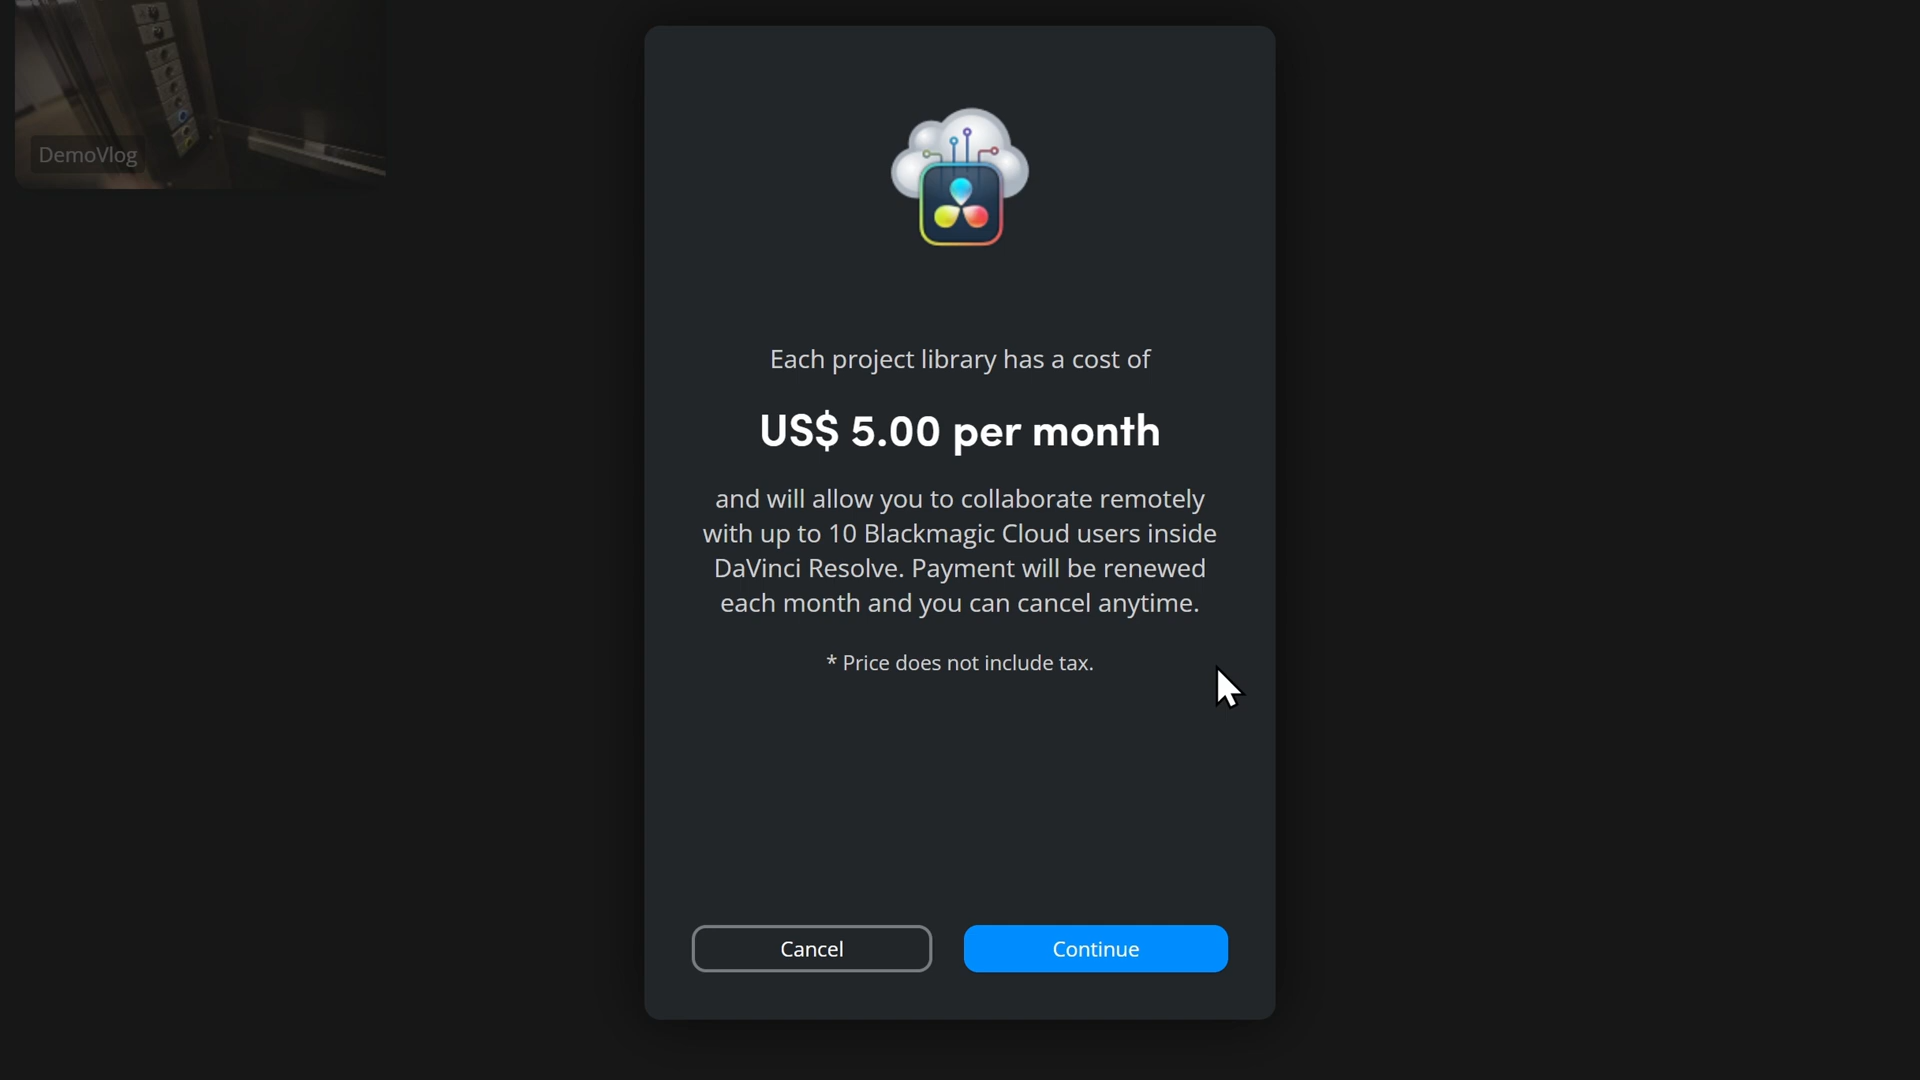 DemoVlog
Each project library has a cost of
US$ 5.00 per month
and will allow you to collaborate remotely
with up to 10 Blackmagic Cloud users inside
DaVinci Resolve. Payment will be renewed
each month and you can cancel anytime.
* Price does not include tax.
Cancel
Continue